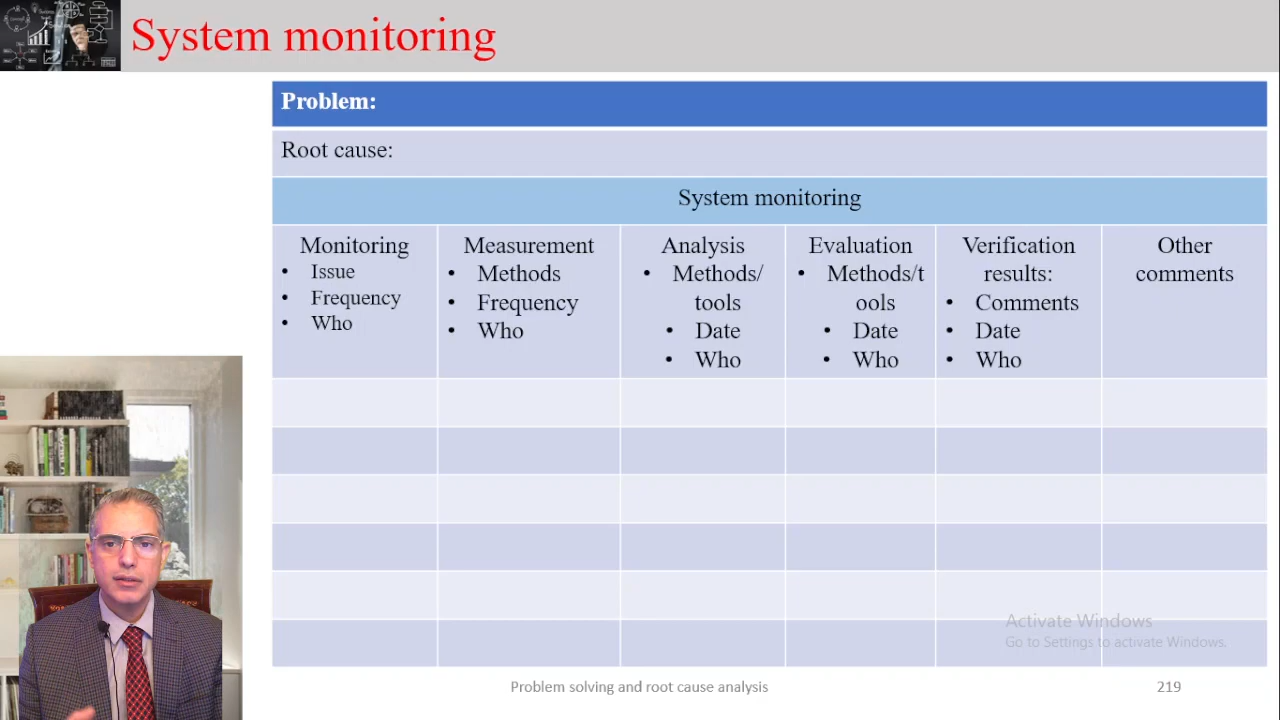 System monitoring
Problem:
Root cause:
System monitoring
Monitoring
• Issue
• Frequency
• Who
Measurement
• Methods
• Frequency
• Who
Analysis
• Methods/
tools
• Date
• Who
Evaluation
• Methods/t
ools
• Date
• Who
Verification
results:
• Comments
• Date
• Who
Other
comments
Activate Windows
Go to Settings to activate Windows.
Problem solving and root cause analysis
219